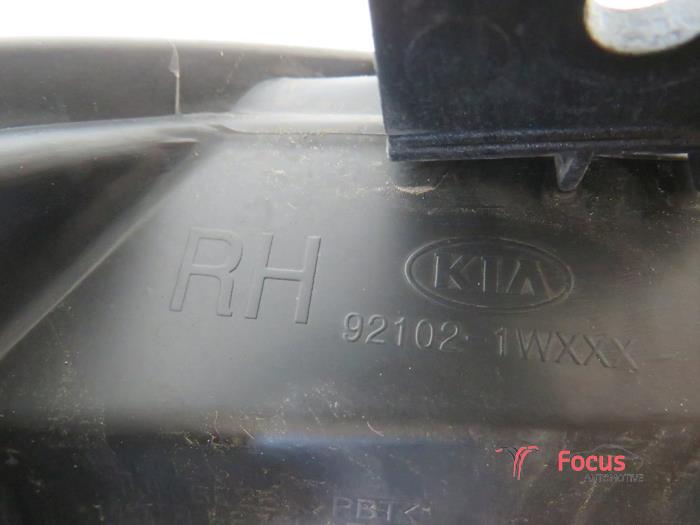 RH KIA
92102-1WXXX
Focus
AUTOMOTIVE
>PBT<